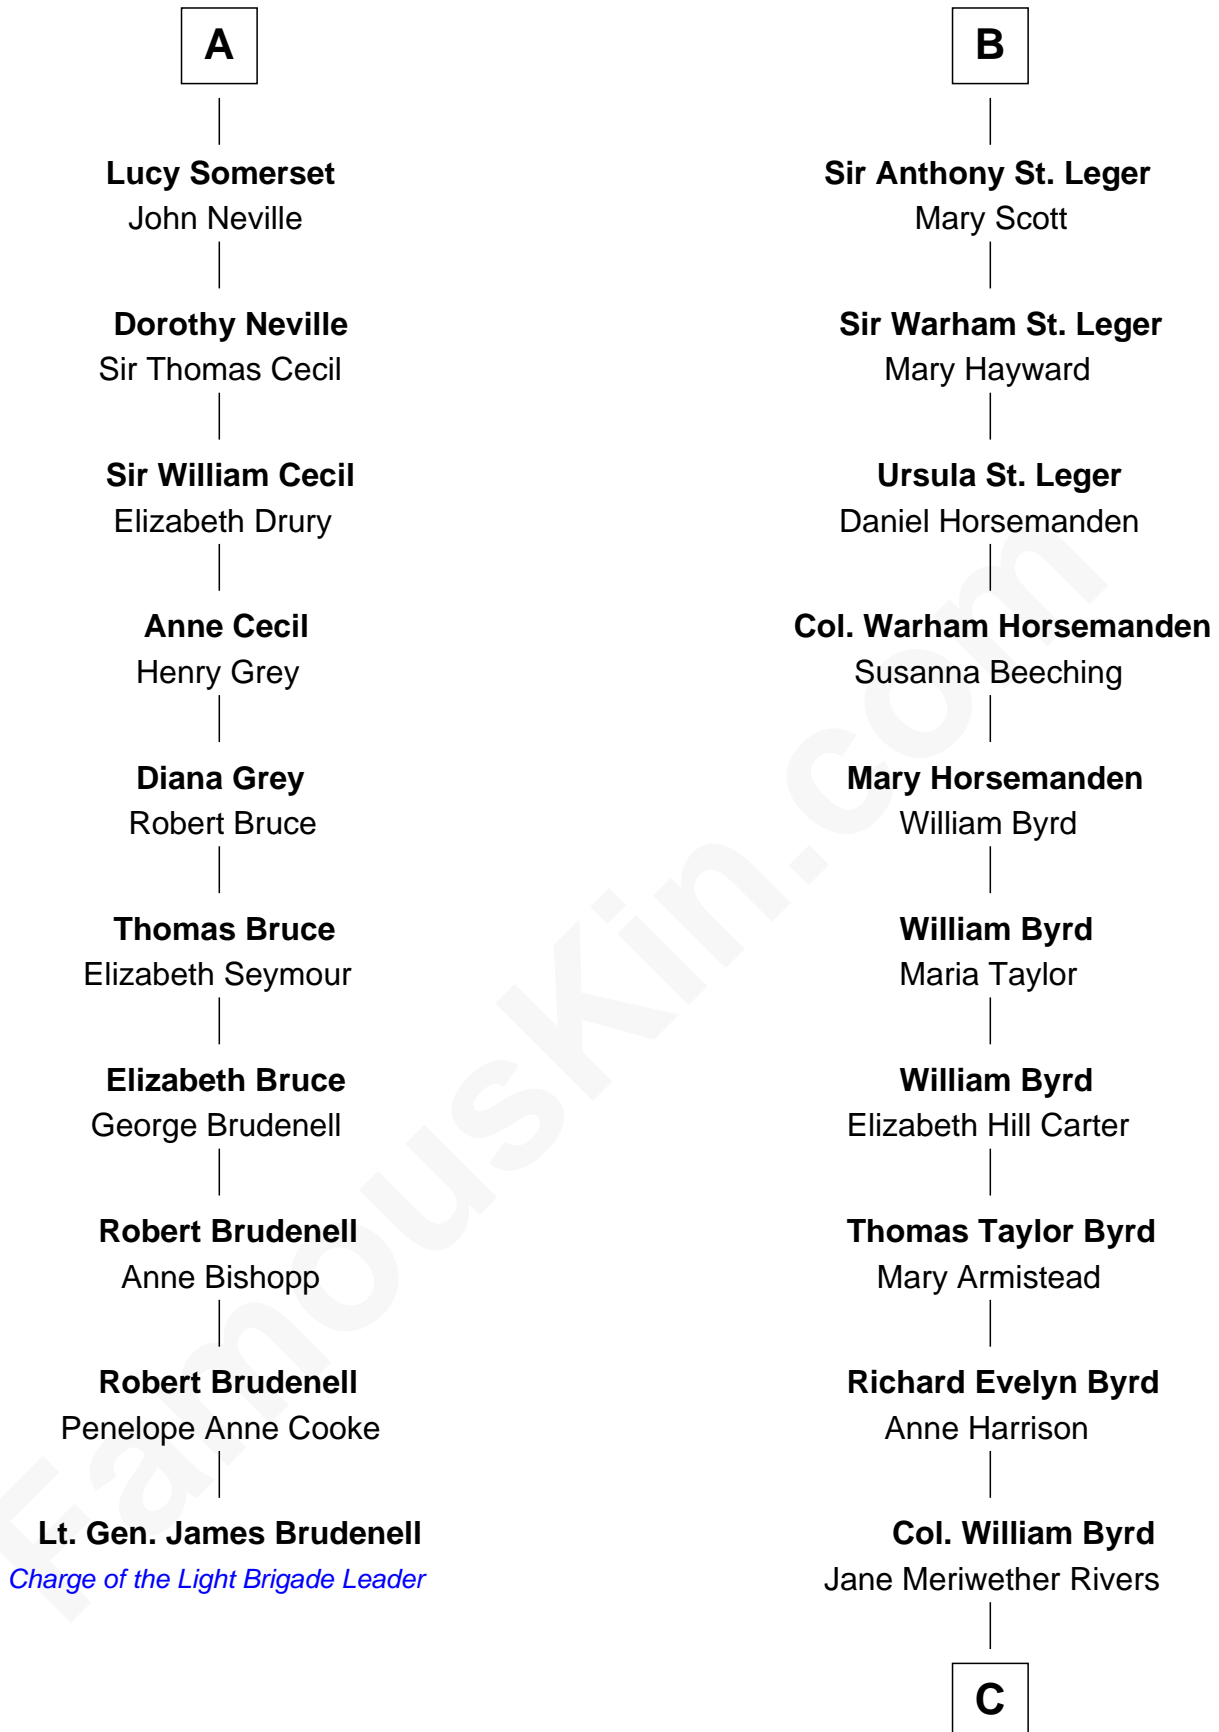 A
Lucy Somerset
John Neville
Dorothy Neville
Sir Thomas Cecil
Sir William Cecil
Elizabeth Drury
Anne Cecil
Henry Grey
Diana Grey
Robert Bruce
Thomas Bruce
Elizabeth Seymour
Elizabeth Bruce
George Brudenell
Robert Brudenell
Anne Bishopp
Robert Brudenell
Penelope Anne Cooke
Lt. Gen. James Brudenell
Charge of the Light Brigade Leader
B
Sir Anthony St. Leger
Mary Scott
Sir Warham St. Leger
Mary Hayward
Ursula St. Leger
Daniel Horsemanden
Col. Warham Horsemanden
Susanna Beeching
Mary Horsemanden
William Byrd
William Byrd
Maria Taylor
William Byrd
Elizabeth Hill Carter
Thomas Taylor Byrd
Mary Armistead
Richard Evelyn Byrd
Anne Harrison
Col. William Byrd
Jane Meriwether Rivers
C
FamousKin.com